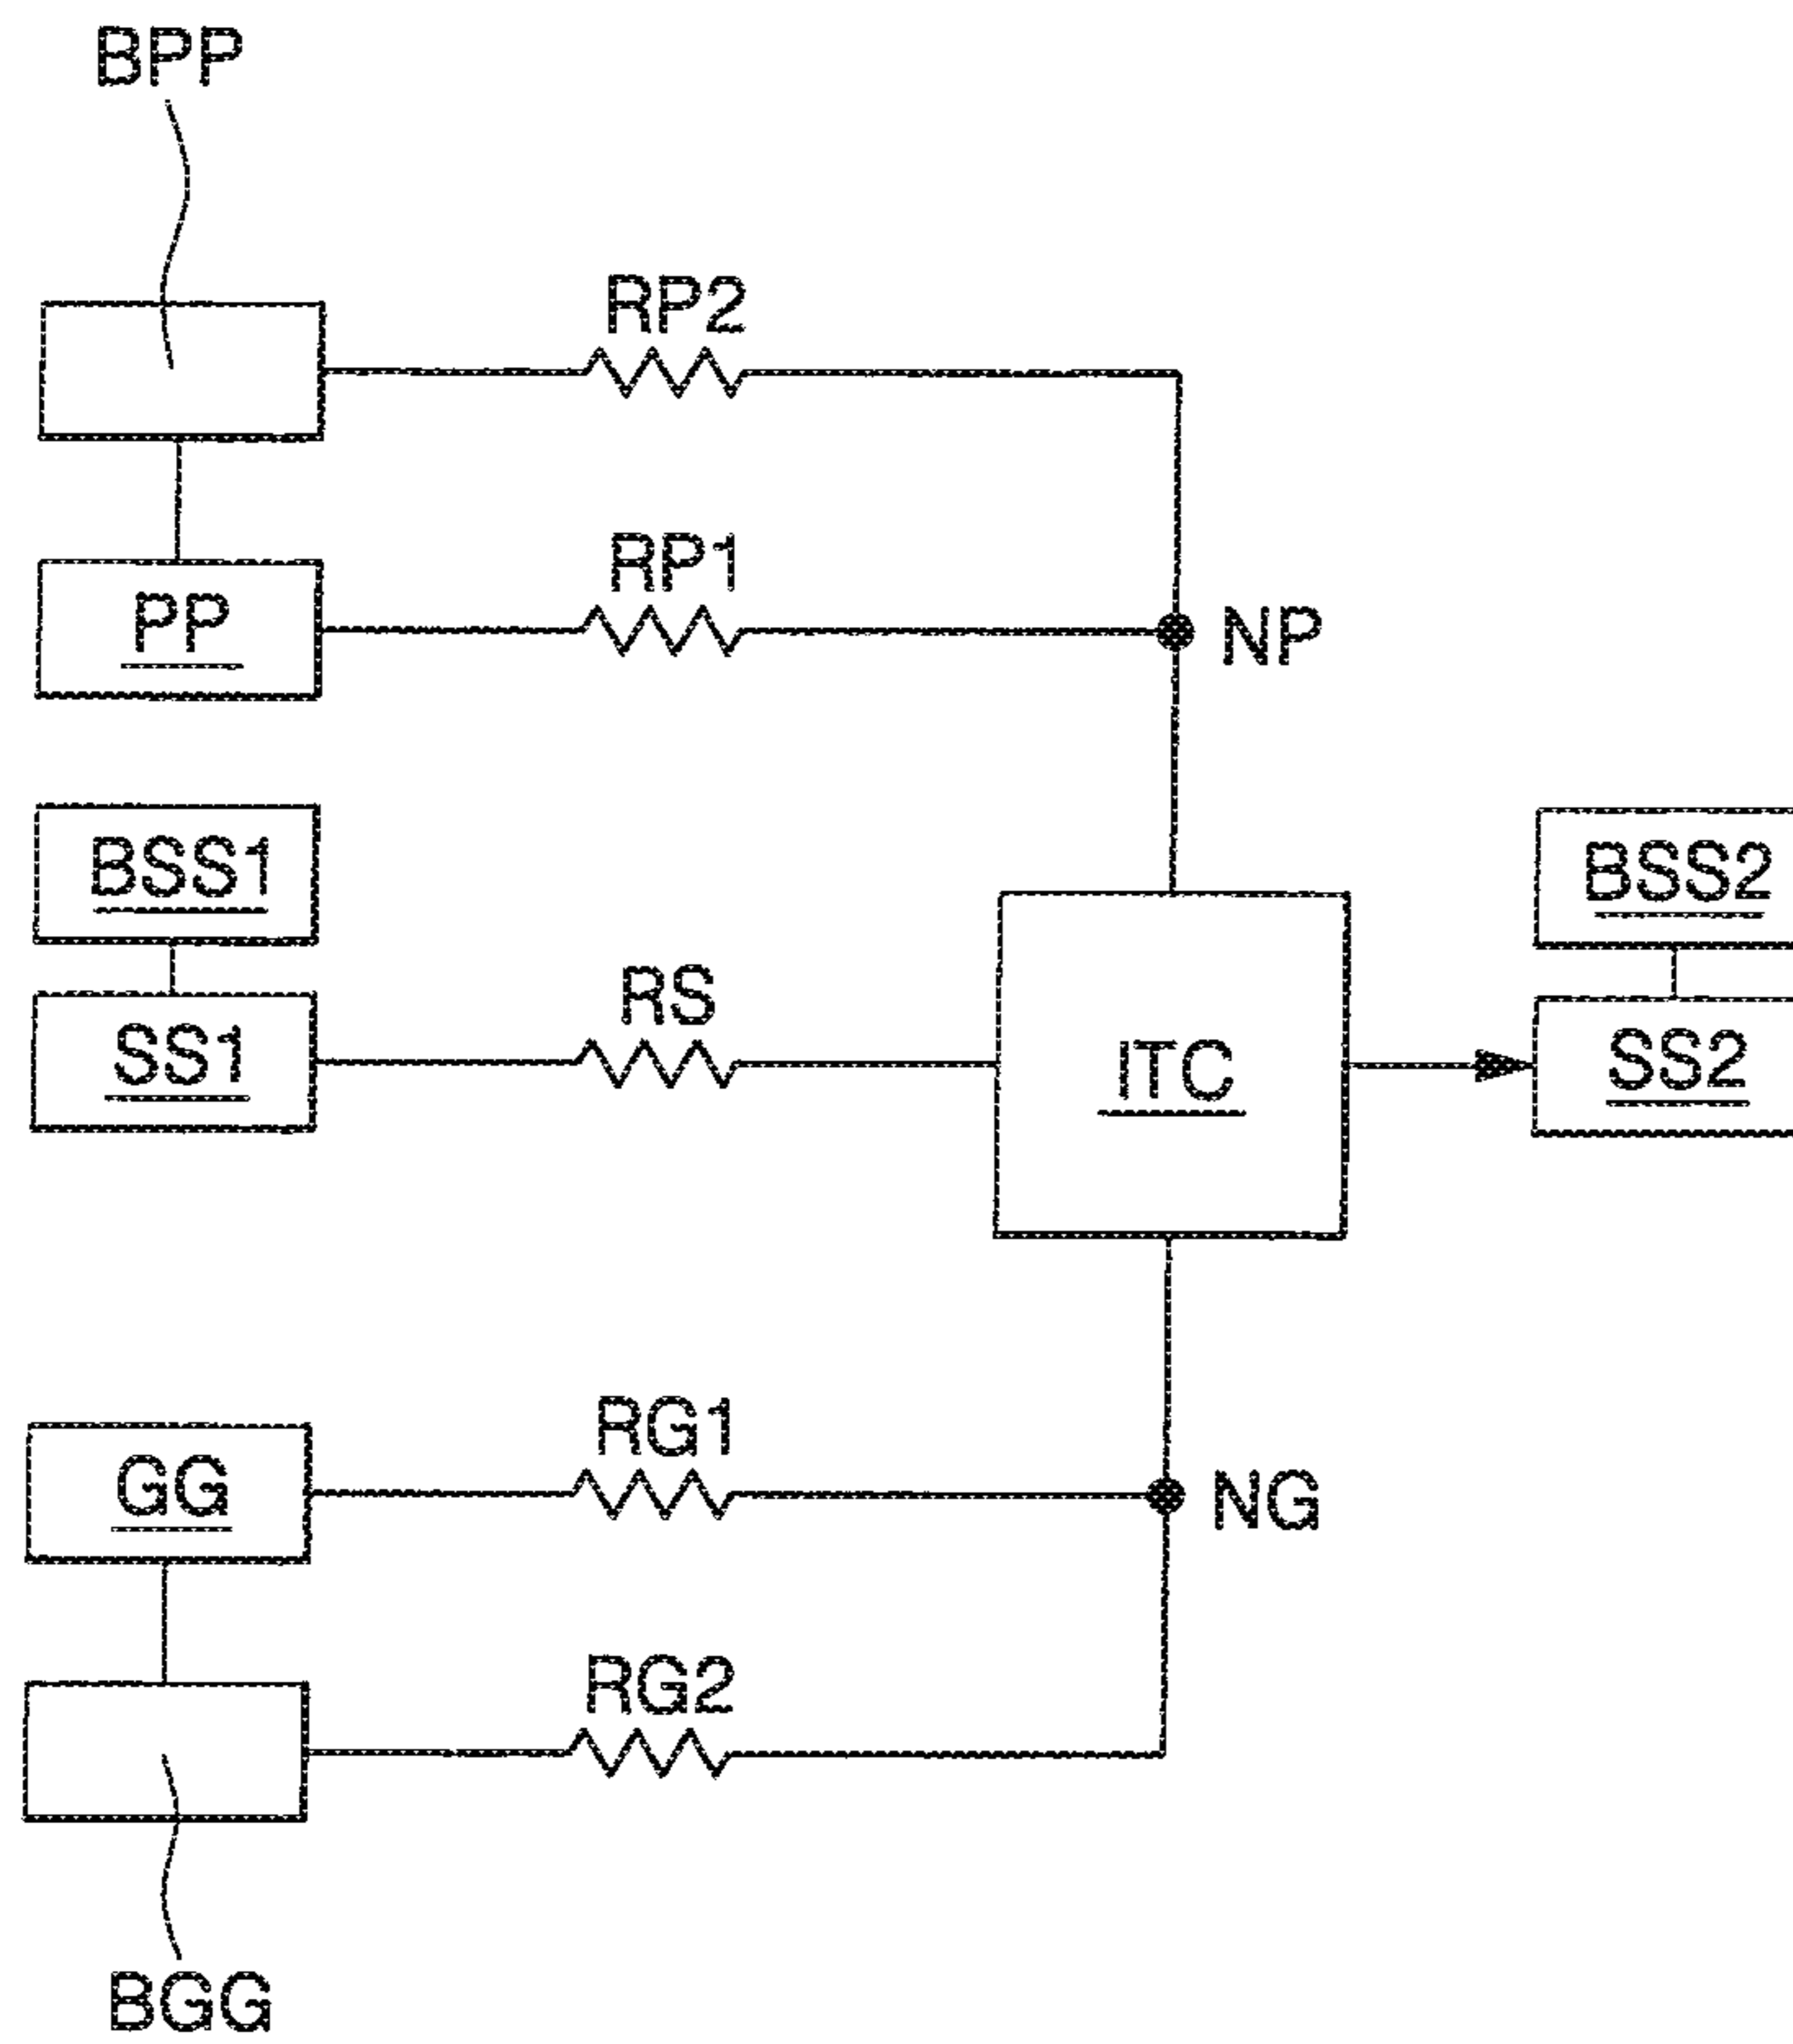 BPP
RP2
RP1
PP
NP
BSS1
BSS2
RS
SS1
ITC
SS2
RG1
GG
NG
RG2
BGG